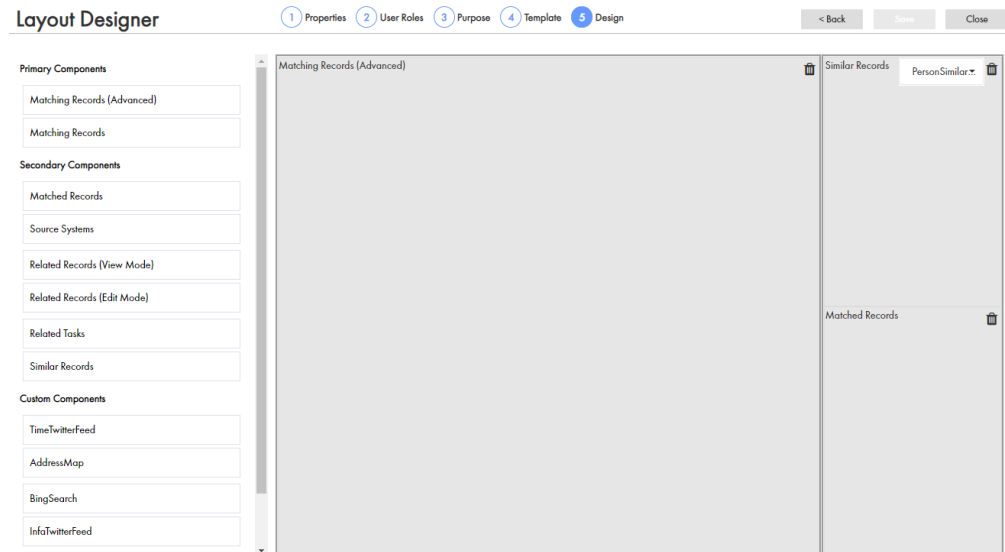 Layout Designer
1 Properties 2 User Roles 3 Purpose 4 Template 5 Design
< Back Save Close
Primary Components
Matching Records (Advanced)
Matching Records
Secondary Components
Matched Records
Source Systems
Related Records (View Mode)
Related Records (Edit Mode)
Related Tasks
Similar Records
Custom Components
TimeTwitterFeed
AddressMap
BingSearch
InfaTwitterFeed
Matching Records (Advanced)
Similar Records PersonSimilar...
Matched Records